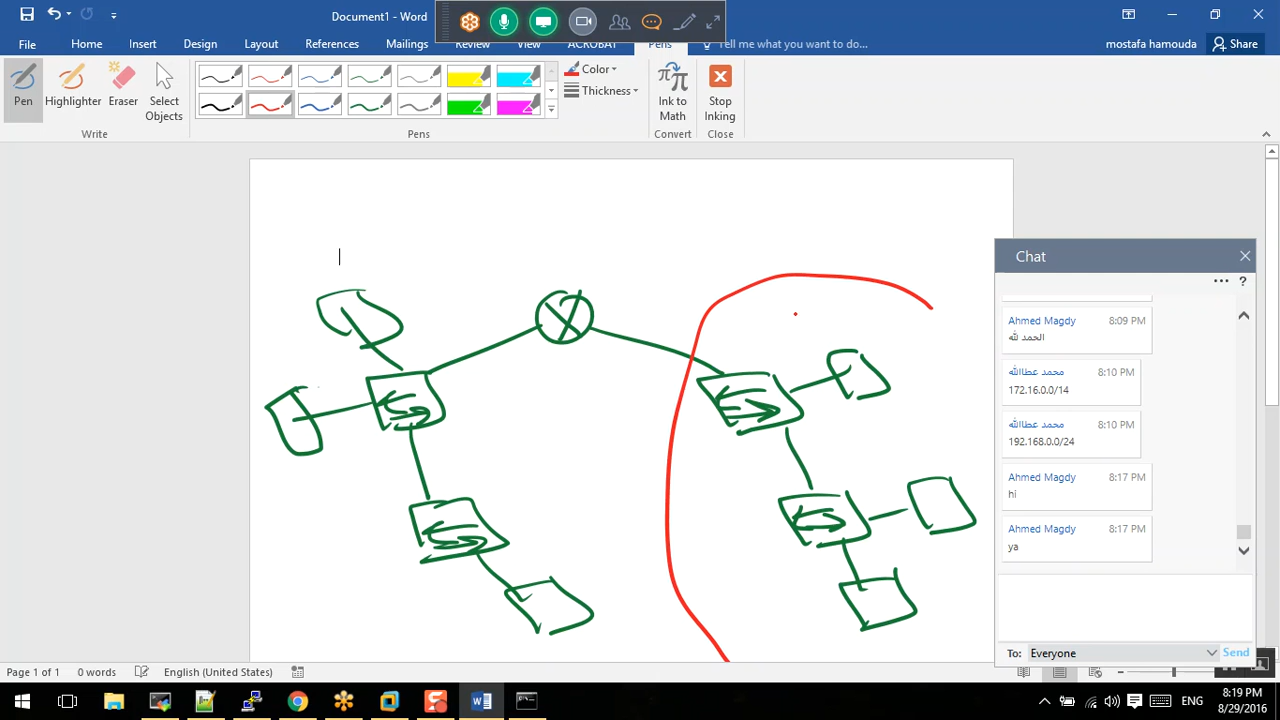 Document1 - Word
File
Home
Insert
Design
Layout
References
Mailings
Review
View
ACROBAT
Pens
Tell me what you want to do...
mostafa hamouda
Share
Pen
Highlighter
Eraser
Select
Objects
Color
Thickness
Ink to
Math
Stop
Inking
Write
Pens
Convert
Close
Chat
... ?
Ahmed Magdy 8:09 PM
الحمد لله
محمد عطاالله 8:10 PM
172.16.0.0/14
محمد عطاالله 8:10 PM
192.168.0.0/24
Ahmed Magdy 8:17 PM
hi
Ahmed Magdy 8:17 PM
ya
To: Everyone
Send
Page 1 of 1
0 words
English (United States)
ENG
8:19 PM
8/29/2016